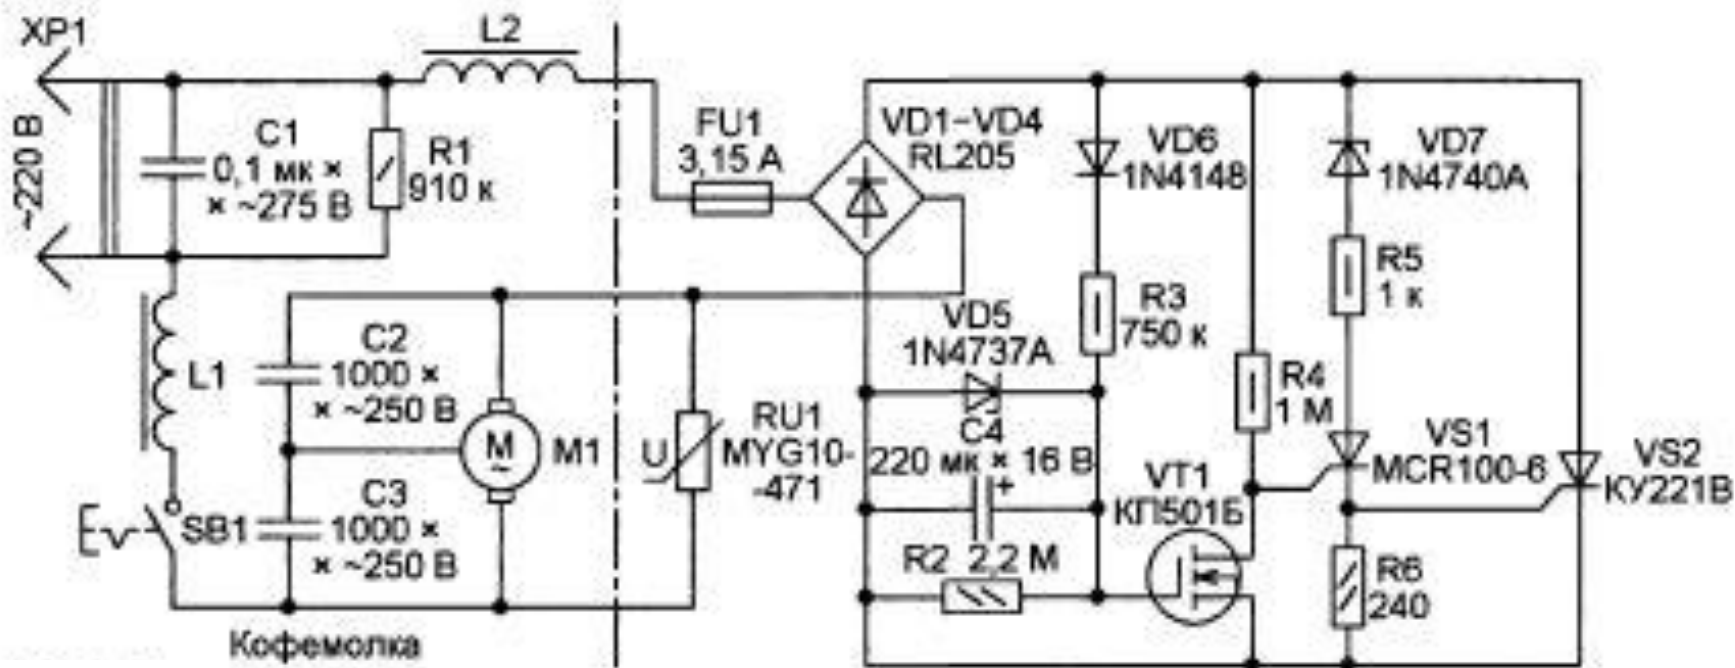 XP1
~220 В
C1
0,1 мк ×
× ~275 В
R1
910 к
L2
FU1
3,15 А
VD1–VD4
RL205
VD6
1N4148
VD7
1N4740A
R5
1 к
R3
750 к
VD5
1N4737A
L1
C2
1000 ×
× ~250 В
M
~
M1
U
RU1
MYG10-
-471
C4
220 мк × 16 В
+
R4
1 М
VS1
MCR100-6
VS2
КУ221В
VT1
КП501Б
SB1
C3
1000 ×
× ~250 В
R2 2,2 М
R6
240
Кофемолка